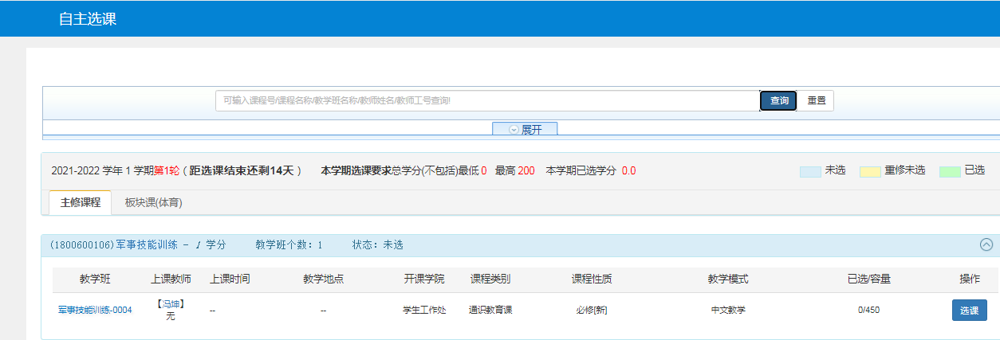 自主选课
可输入课程号/课程名称/教学班名称/教师姓名/教师工号查询! 查询 重置
展开
2021-2022 学年 1 学期第1轮 ( 距选课结束还剩14天 ) 本学期选课要求总学分(不包括)最低 0 最高 200 本学期已选学分 0.0 未选 重修未选 已选
主修课程 板块课(体育)
(1800600106)军事技能训练 - 1 学分 教学班个数：1 状态：未选
教学班 上课教师 上课时间 教学地点 开课学院 课程类别 课程性质 教学模式 已选/容量 操作
军事技能训练-0004 【冯坤】 -- -- 学生工作处 通识教育课 必修[新] 中文教学 0/450 选课
无